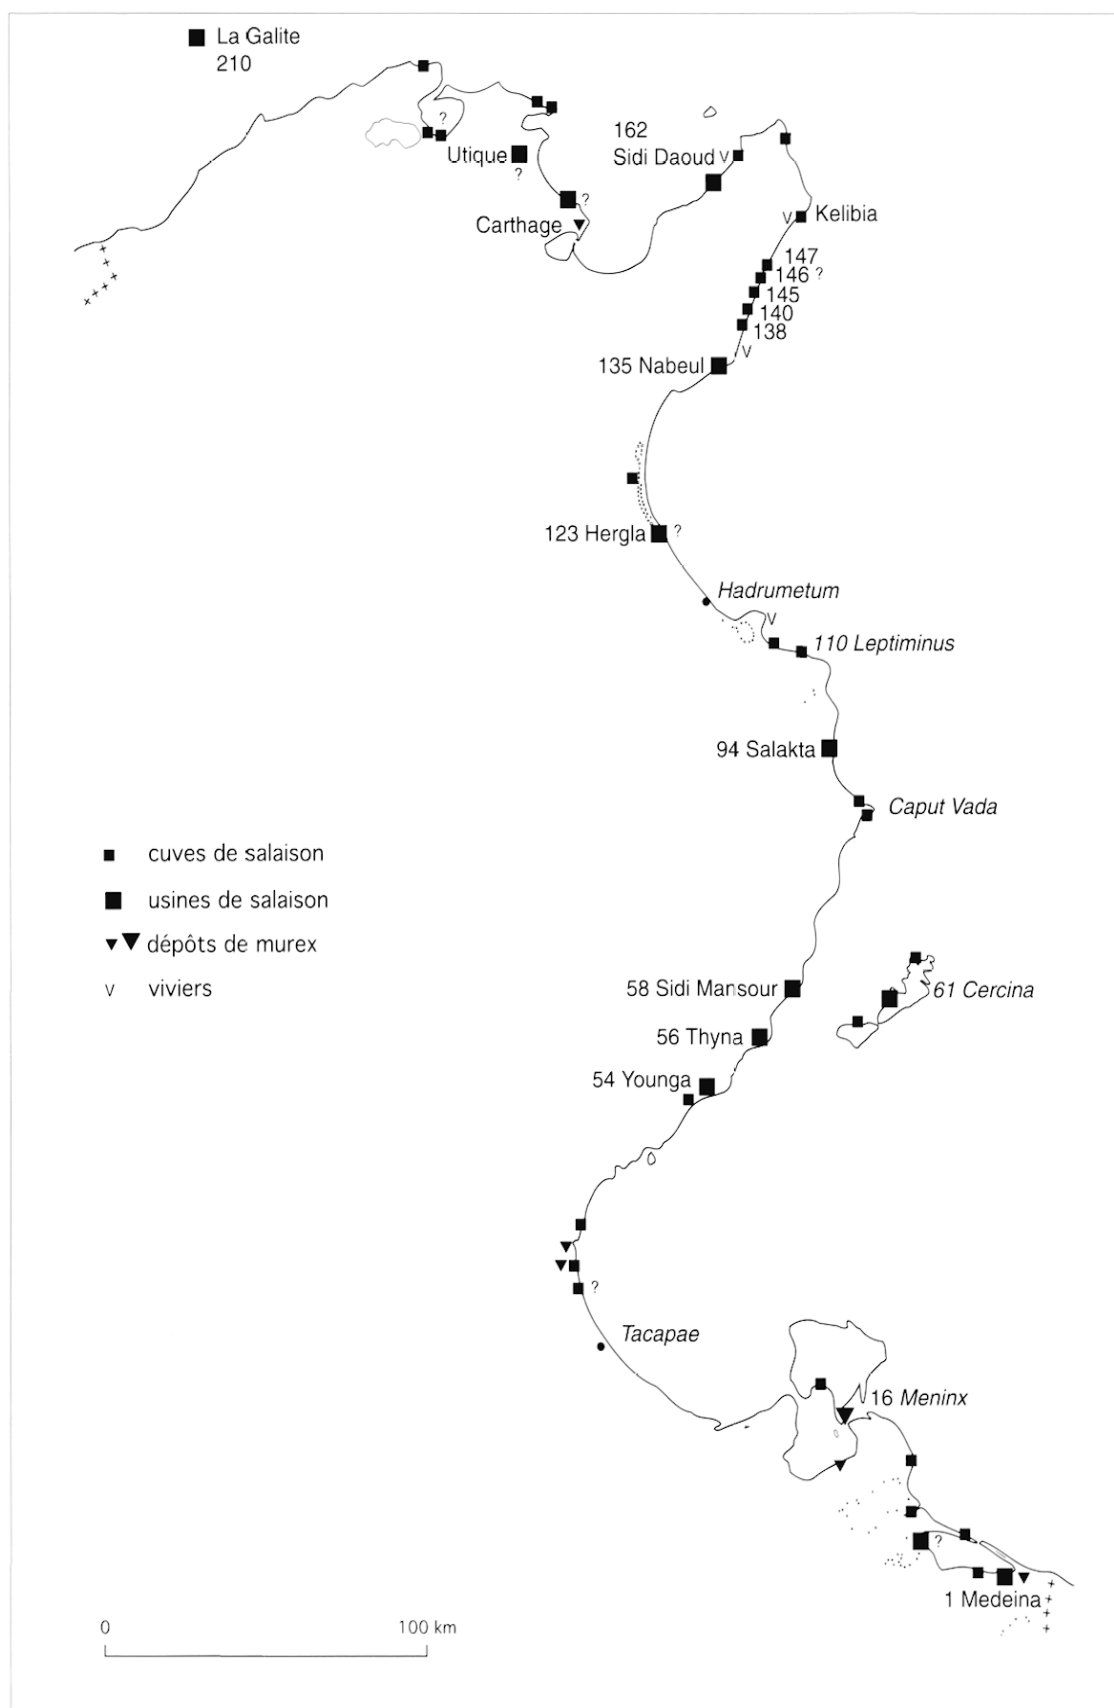 La Galite
210
?
162
Sidi Daoud v
Utique
?
?
Carthage
v Kelibia
147
146 ?
145
140
138
v
135 Nabeul
123 Hergla ?
Hadrumetum
v
110 Leptiminus
94 Salakta
Caput Vada
cuves de salaison
usines de salaison
dépôts de murex
v viviers
58 Sidi Mansour
61 Cercina
56 Thyna
54 Younga
?
Tacapae
16 Meninx
?
1 Medeina
0 100 km